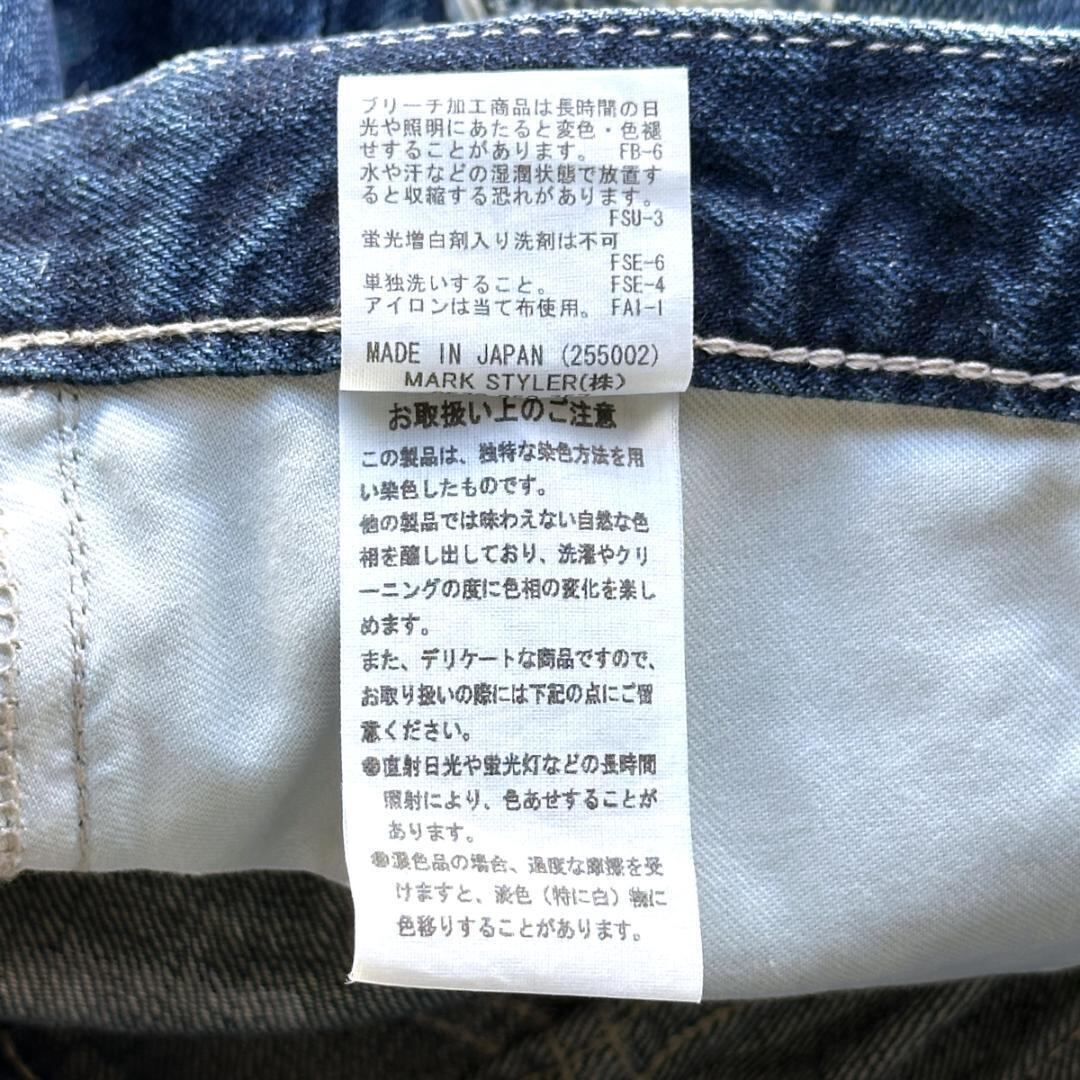 ブリーチ加工商品は長時間の日
光や照明にあたると変色・色褪
せすることがあります。 FB-6
水や汗などの湿潤状態で放置す
ると収縮する恐れがあります。
FSU-3
蛍光増白剤入り洗剤は不可
FSE-6
単独洗いすること。 FSE-4
アイロンは当て布使用。 FA1-1
MADE IN JAPAN (255002)
MARK STYLER(株)
お取扱い上のご注意
この製品は、独特な染色方法を用
い染色したものです。
他の製品では味わえない自然な色
相を醸し出しており、洗濯やクリ
ーニングの度に色相の変化を楽し
めます。
また、デリケートな商品ですので、
お取り扱いの際には下記の点にご留
意ください。
●直射日光や蛍光灯などの長時間
照射により、色あせすることが
あります。
●濃色品の場合、過度な摩擦を受
けますと、淡色（特に白）物に
色移りすることがあります。